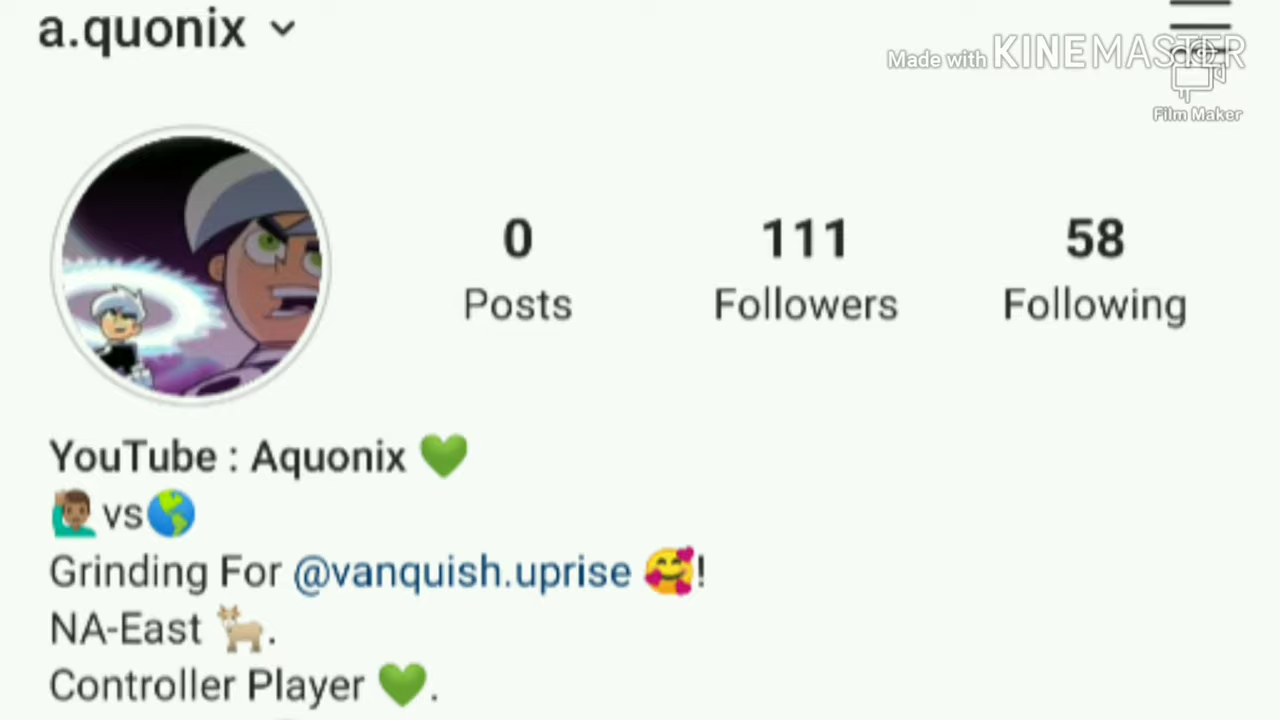 a.quonix
Made with KINEMASTER
Film Maker
0 111 58
Posts Followers Following
YouTube : Aquonix 💚
🙋🏽‍♂️ vs🌎
Grinding For @vanquish.uprise 🥰!
NA-East 🐐.
Controller Player 💚.